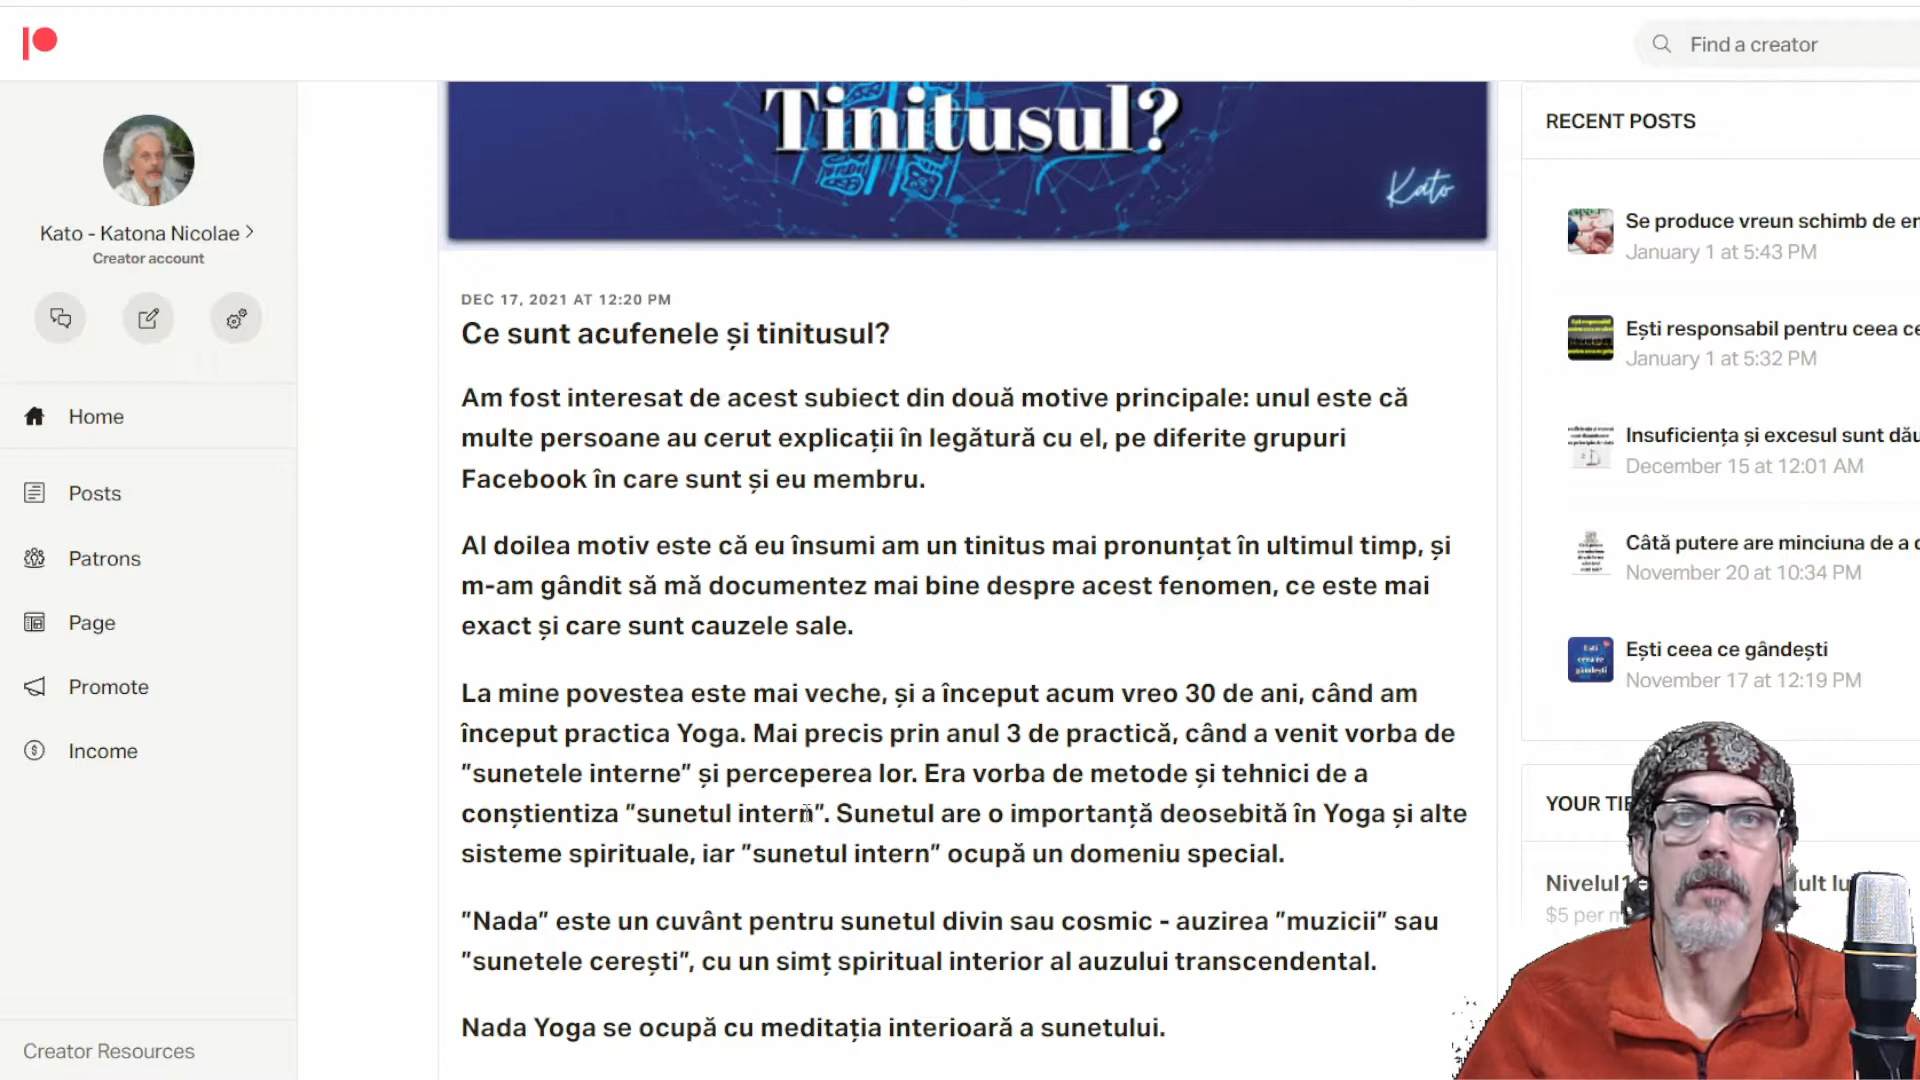 Find a creator
Tinitusul?
Kato
Kato - Katona Nicolae
Creator account
Home
Posts
Patrons
Page
Promote
Income
Creator Resources
DEC 17, 2021 AT 12:20 PM
Ce sunt acufenele și tinitusul?
Am fost interesat de acest subiect din două motive principale: unul este că
multe persoane au cerut explicații în legătură cu el, pe diferite grupuri
Facebook în care sunt și eu membru.
Al doilea motiv este că eu însumi am un tinitus mai pronunțat în ultimul timp, și
m-am gândit să mă documentez mai bine despre acest fenomen, ce este mai
exact și care sunt cauzele sale.
La mine povestea este mai veche, și a început acum vreo 30 de ani, când am
început practica Yoga. Mai precis prin anul 3 de practică, când a venit vorba de
"sunetele interne" și perceperea lor. Era vorba de metode și tehnici de a
conștientiza "sunetul intern". Sunetul are o importanță deosebită în Yoga și alte
sisteme spirituale, iar "sunetul intern" ocupă un domeniu special.
"Nada" este un cuvânt pentru sunetul divin sau cosmic - auzirea "muzicii" sau
"sunetele cerești", cu un simț spiritual interior al auzului transcendental.
Nada Yoga se ocupă cu meditația interioară a sunetului.
RECENT POSTS
Se produce vreun schimb de
January 1 at 5:43 PM
Ești responsabil pentru ceea
January 1 at 5:32 PM
Insuficiența și excesul sunt
December 15 at 12:01 AM
Câtă putere are minciuna de a
November 20 at 10:34 PM
Ești ceea ce gândești
November 17 at 12:19 PM
Ești
ceea ce
gândești
YOUR
Nivelul
$5 per